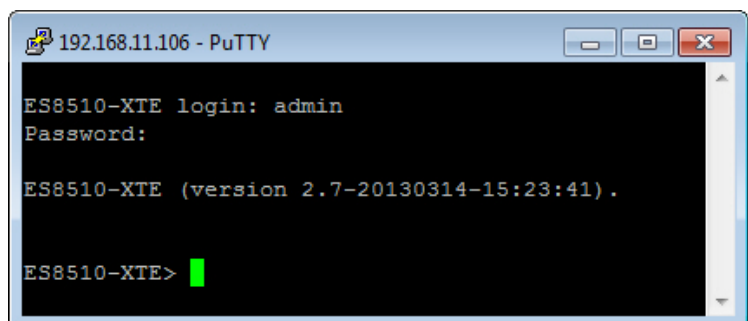 192.168.11.106 - PuTTY
ES8510-XTE login: admin
Password:
ES8510-XTE (version 2.7-20130314-15:23:41).
ES8510-XTE>